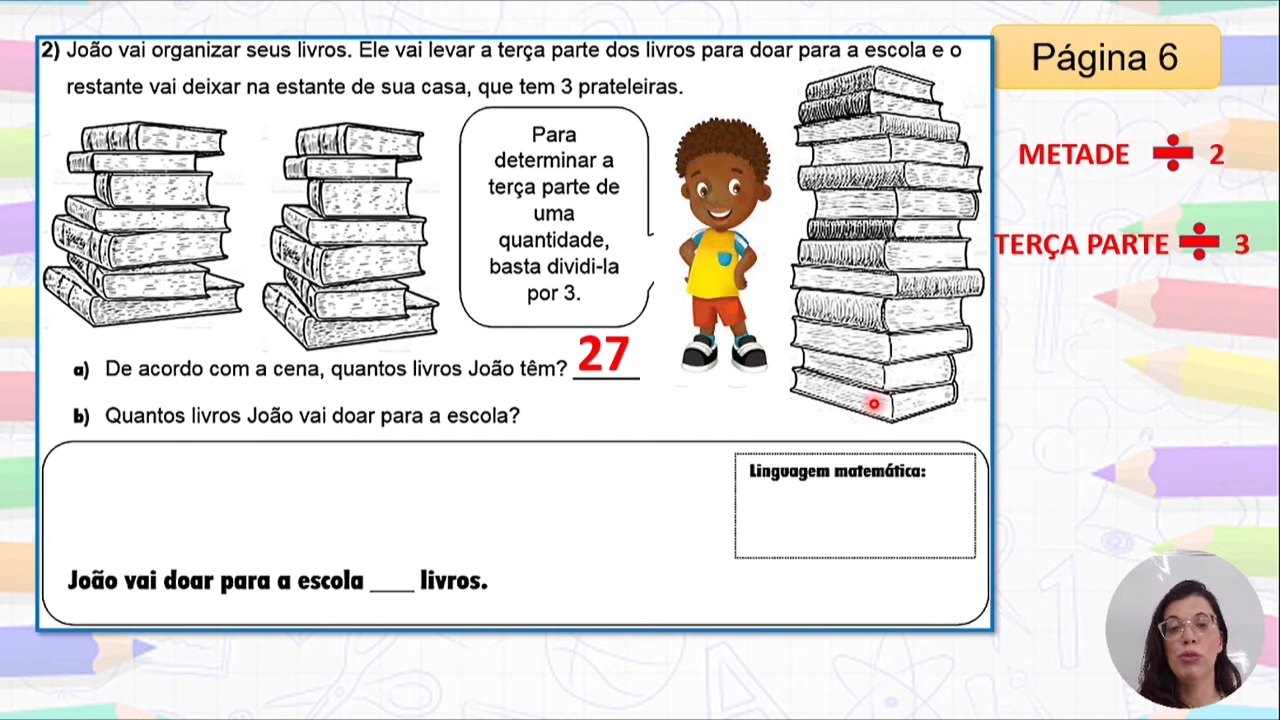 2) João vai organizar seus livros. Ele vai levar a terça parte dos livros para doar para a escola e o
restante vai deixar na estante de sua casa, que tem 3 prateleiras.
Para
determinar a
terça parte de
uma
quantidade,
basta dividi-la
por 3.
a) De acordo com a cena, quantos livros João têm? 27
b) Quantos livros João vai doar para a escola?
Linguagem matemática:
João vai doar para a escola ____ livros.
Página 6
METADE ÷ 2
TERÇA PARTE ÷ 3